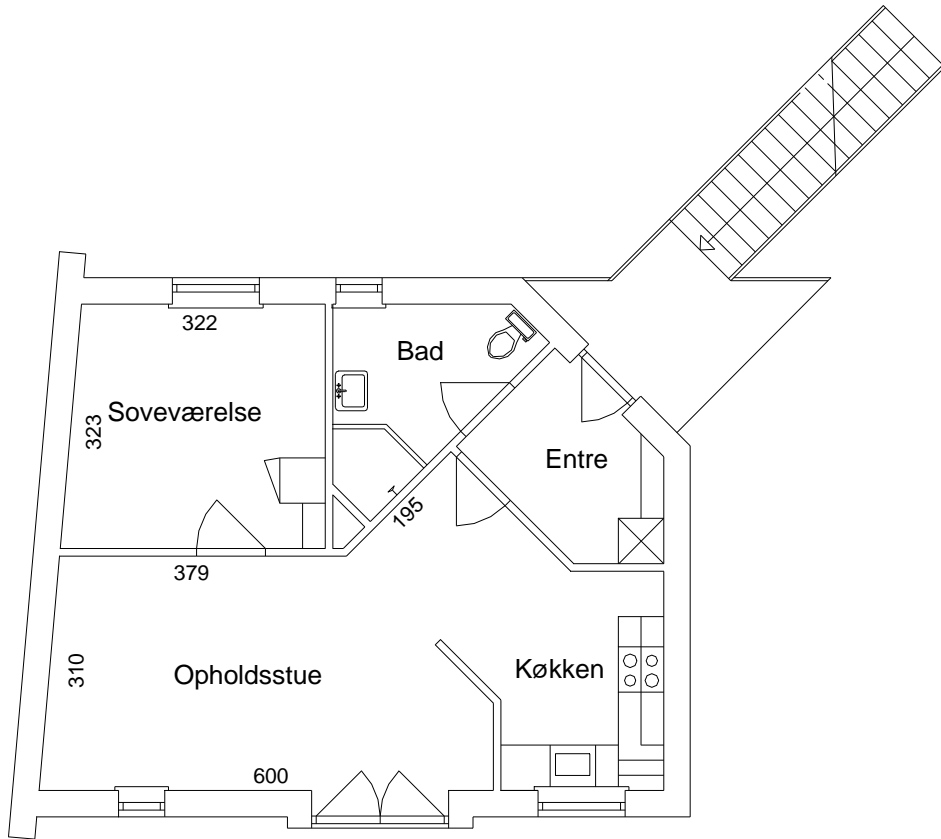 322
Bad
Soveværelse
323
Entre
195
379
310
Opholdsstue
Køkken
600